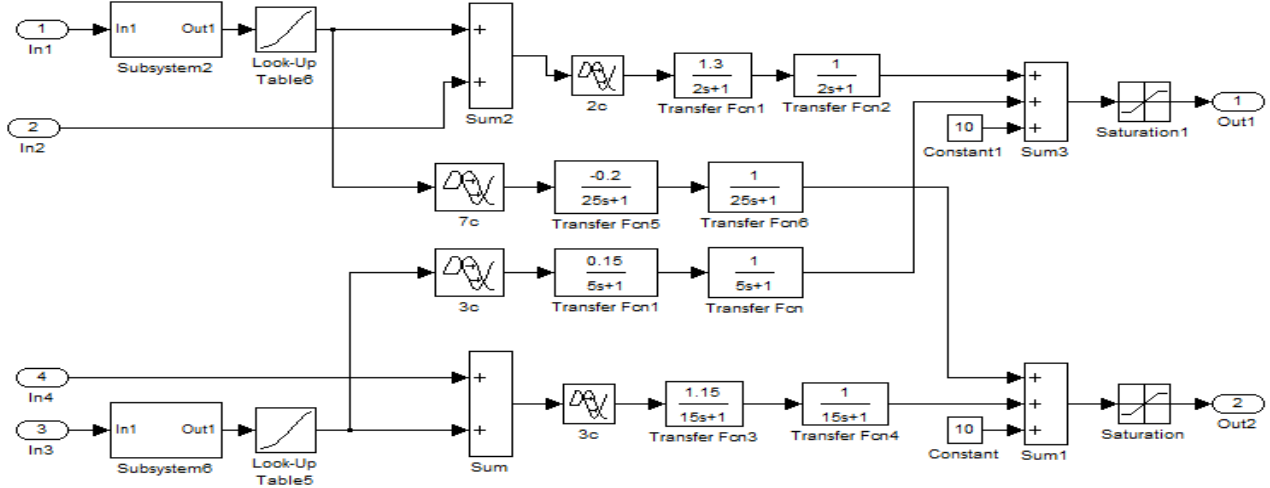 1
In1
In1 Out1
Subsystem2
Look-Up
Table6
2
In2
+
+
Sum2
2c
1.3
2s+1
Transfer Fcn1
1
2s+1
Transfer Fcn2
10
Constant1
+
+
+
Sum3
Saturation1
1
Out1
7c
-0.2
25s+1
Transfer Fcn5
1
25s+1
Transfer Fcn6
3c
0.15
5s+1
Transfer Fcn1
1
5s+1
Transfer Fcn
4
In4
3
In3
In1 Out1
Subsystem6
Look-Up
Table5
+
+
Sum
3c
1.15
15s+1
Transfer Fcn3
1
15s+1
Transfer Fcn4
10
Constant
+
+
+
Sum1
Saturation
2
Out2